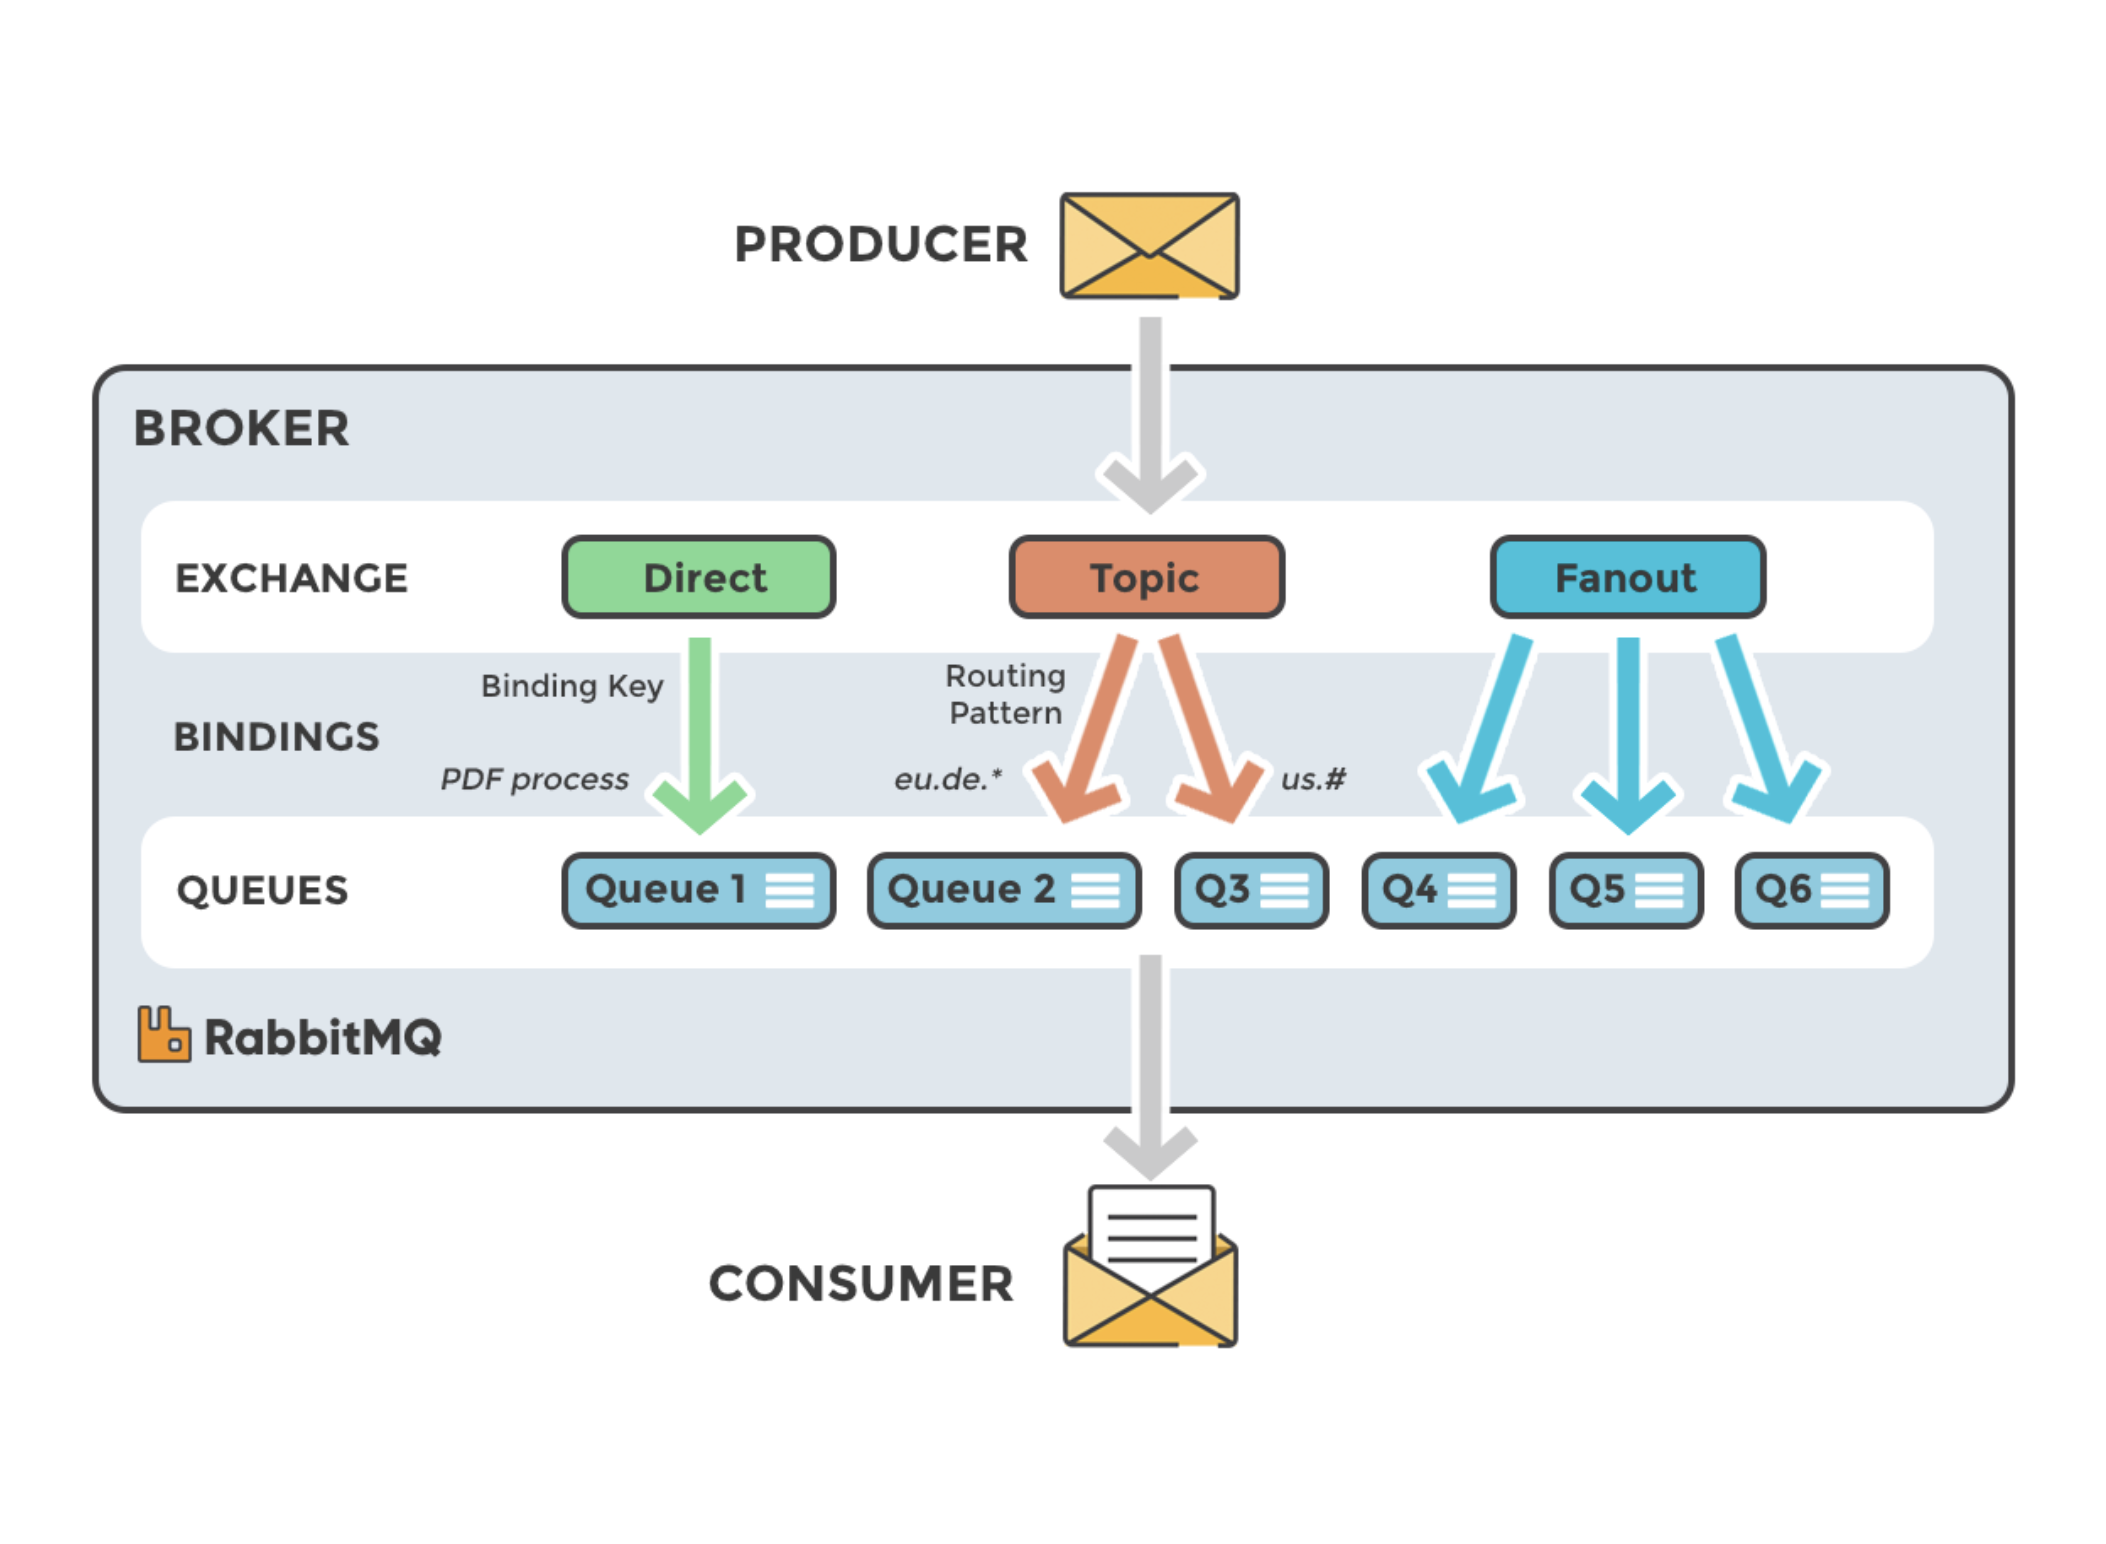 PRODUCER
BROKER
EXCHANGE
Direct
Topic
Fanout
Binding Key
Routing
Pattern
BINDINGS
PDF process
eu.de.*
us.#
QUEUES
Queue 1
Queue 2
Q3
Q4
Q5
Q6
RabbitMQ
CONSUMER